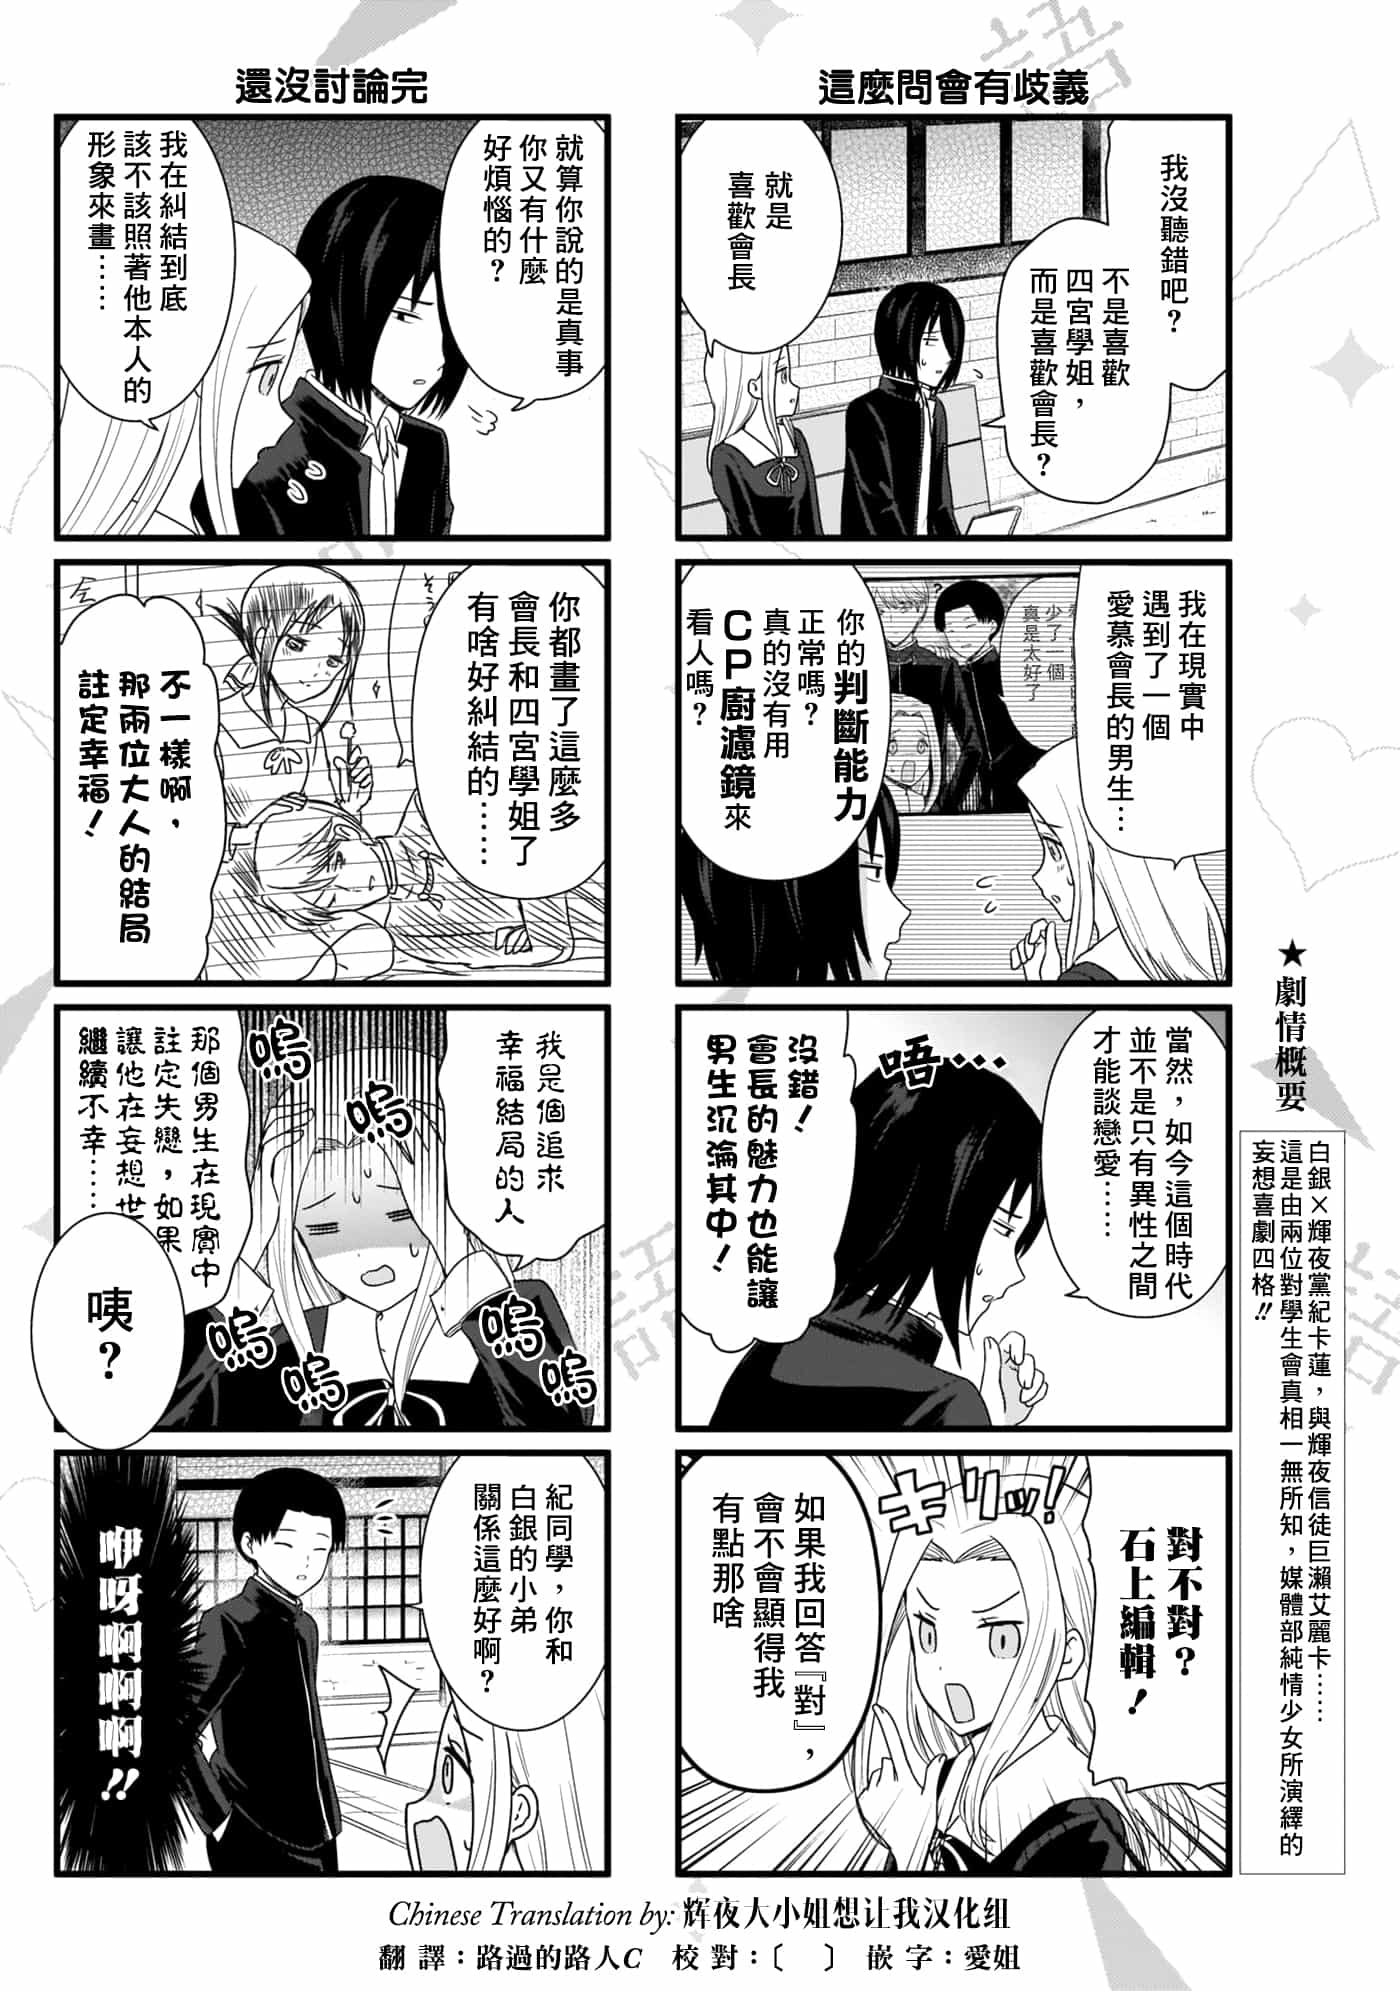 這麼問會有歧義
我沒聽錯吧？
不是喜歡
四宮學姐，
而是喜歡會長？
就是
喜歡會長
我在現實中
遇到了一個
愛慕會長的男生…
少了一個
真是太好了
你的判斷能力
正常嗎？
真的沒有用
CP廚濾鏡來
看人嗎？
當然，如今這個時代
並不是只有異性之間
才能談戀愛……
唔…
沒錯！
會長的魅力也能讓
男生沉淪其中！
對不對？
石上編輯！
キリッ！
如果我回答『對』，
會不會顯得我
有點那啥
還沒討論完
就算你說的是真事
你又有什麼
好煩惱的？
我在糾結到底
該不該照著他本人的
形象來畫……
你都畫了這麼多
會長和四宮學姐了
有啥好糾結的……
不一樣啊，
那兩位大人的結局
註定幸福！
我是個追求
幸福結局的人
嗚
嗚
嗚
嗚
嗚
嗚
那個男生在現實中
註定失戀，如果
讓他在妄想世
繼續不幸……
咦？
紀同學，你和
白銀的小弟
關係這麼好啊？
咿呀啊啊啊!!
★劇情概要
白銀×輝夜黨紀卡蓮，與輝夜信徒巨瀨艾麗卡……
這是由兩位對學生會真相一無所知，媒體部純情少女所演繹的
妄想喜劇四格!!
Chinese Translation by: 辉夜大小姐想让我汉化组
翻譯：路過的路人C 校對：〔 〕 嵌字：愛姐